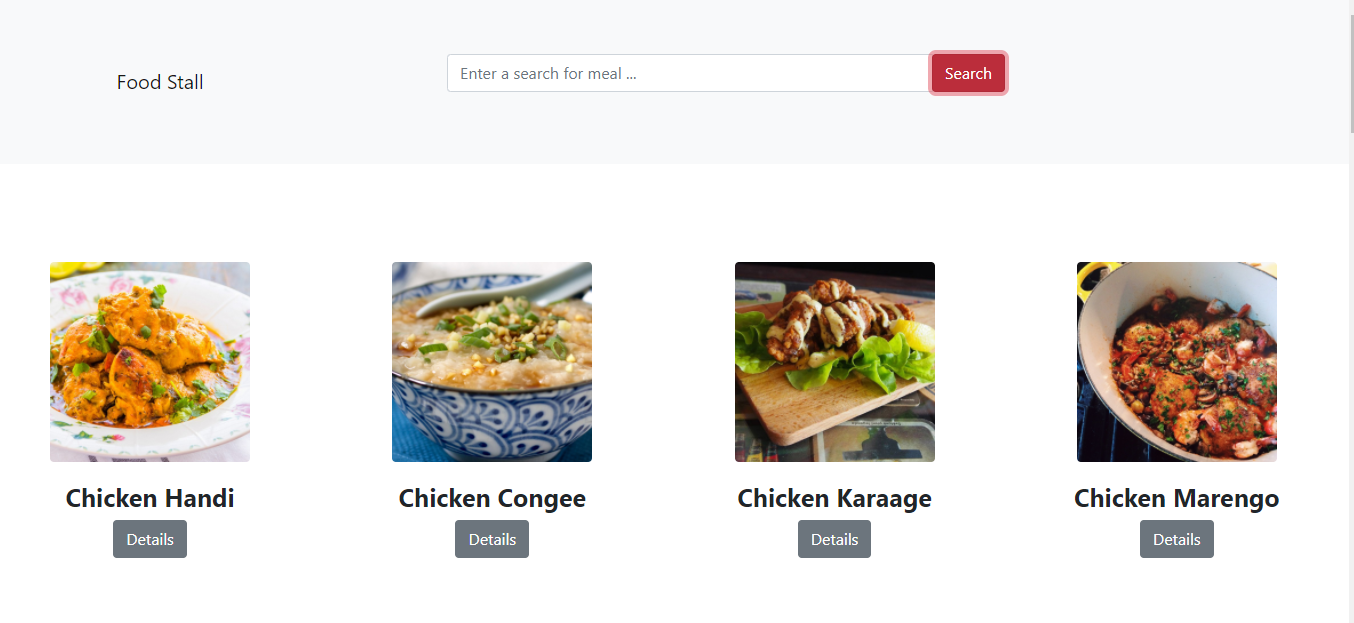 Food Stall
Enter a search for meal ...
Search
Chicken Handi
Chicken Congee
Chicken Karaage
Chicken Marengo
Details
Details
Details
Details